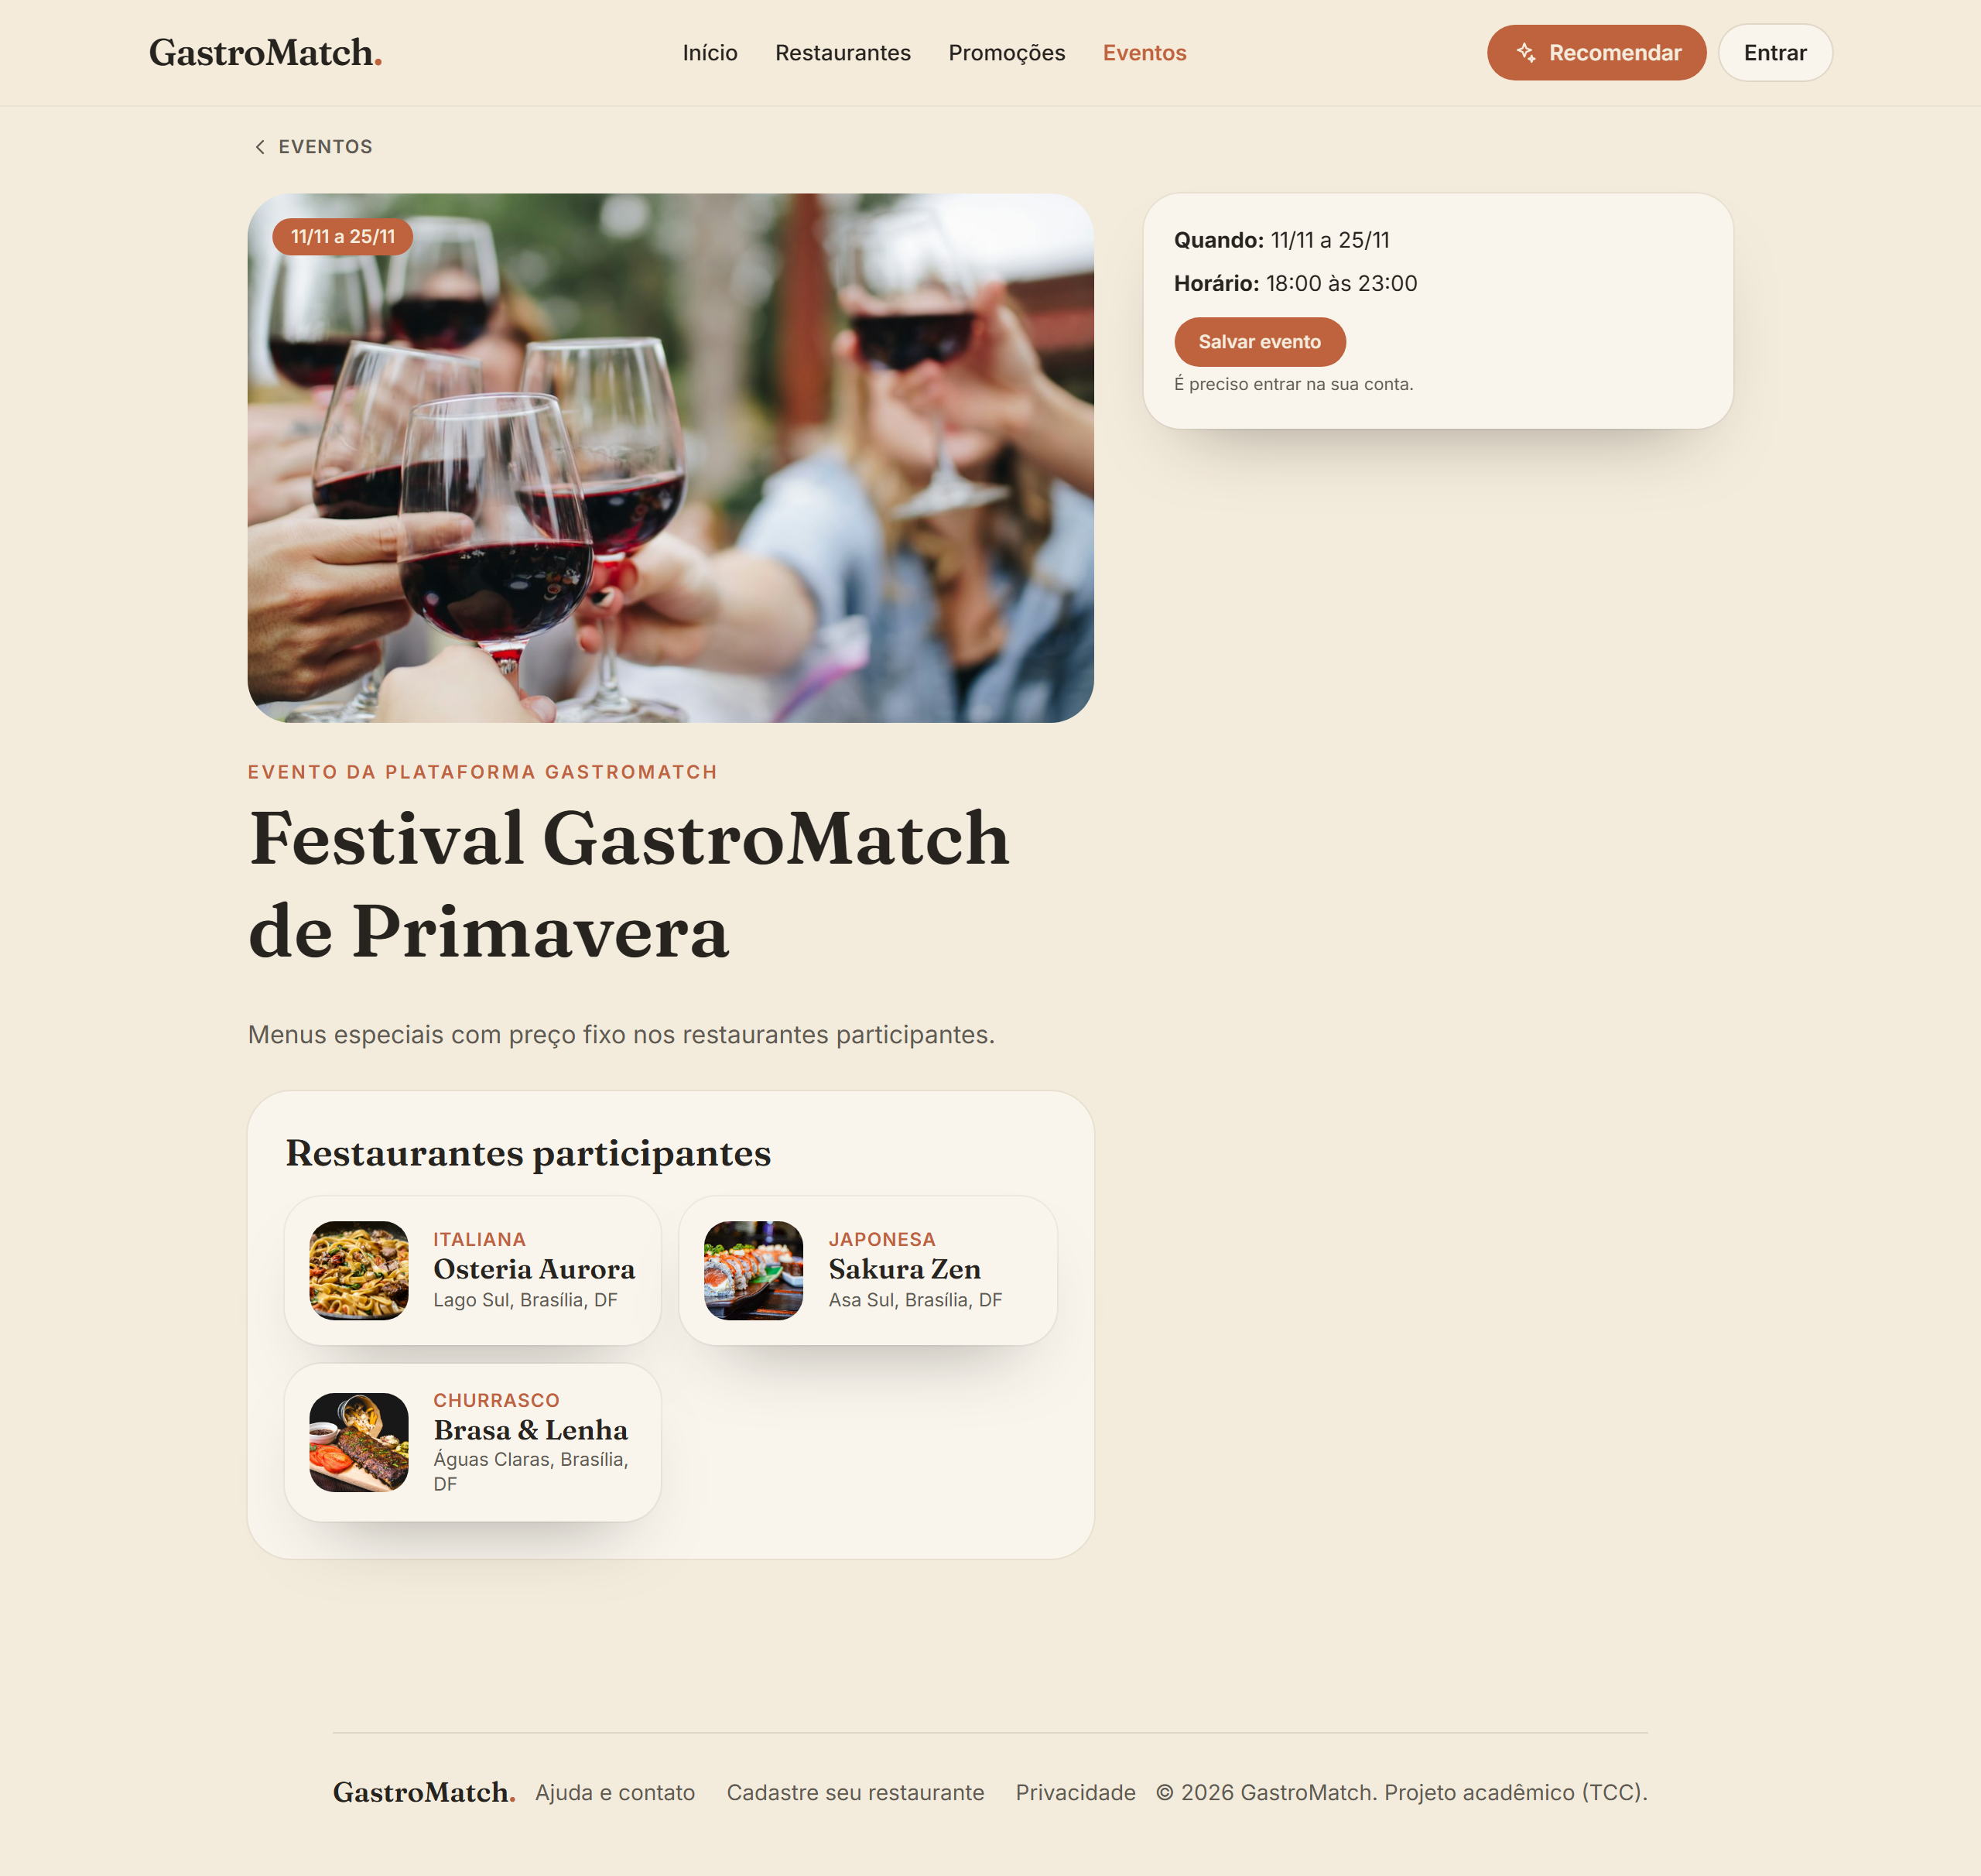 GastroMatch.
Início
Restaurantes
Promoções
Eventos
Recomendar
Entrar
EVENTOS
11/11 a 25/11
Quando: 11/11 a 25/11
Horário: 18:00 às 23:00
Salvar evento
É preciso entrar na sua conta.
EVENTO DA PLATAFORMA GASTROMATCH
Festival GastroMatch
de Primavera
Menus especiais com preço fixo nos restaurantes participantes.
Restaurantes participantes
ITALIANA
Osteria Aurora
Lago Sul, Brasília, DF
JAPONESA
Sakura Zen
Asa Sul, Brasília, DF
CHURRASCO
Brasa & Lenha
Águas Claras, Brasília,
DF
GastroMatch.
Ajuda e contato
Cadastre seu restaurante
Privacidade
© 2026 GastroMatch. Projeto acadêmico (TCC).